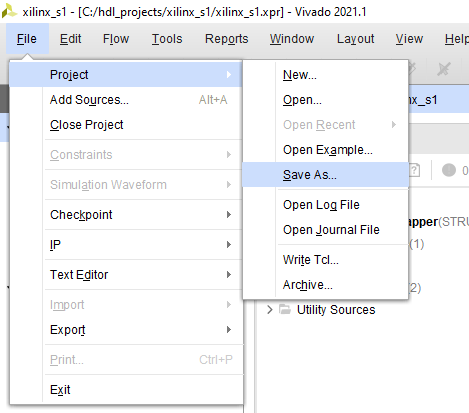 xilinx_s1 - [C:/hdl_projects/xilinx_s1/xilinx_s1.xpr] - Vivado 2021.1
File Edit Flow Tools Reports Window Layout View
Project
Add Sources... Alt+A
Close Project
Constraints
Simulation Waveform
Checkpoint
IP
Text Editor
Import
Export
Print... Ctrl+P
Exit
New...
Open...
Open Recent
Open Example...
Save As...
Open Log File
Open Journal File
Write Tcl...
Archive...
nx_s1
? 0
apper(STRU
(1)
(2)
Utility Sources